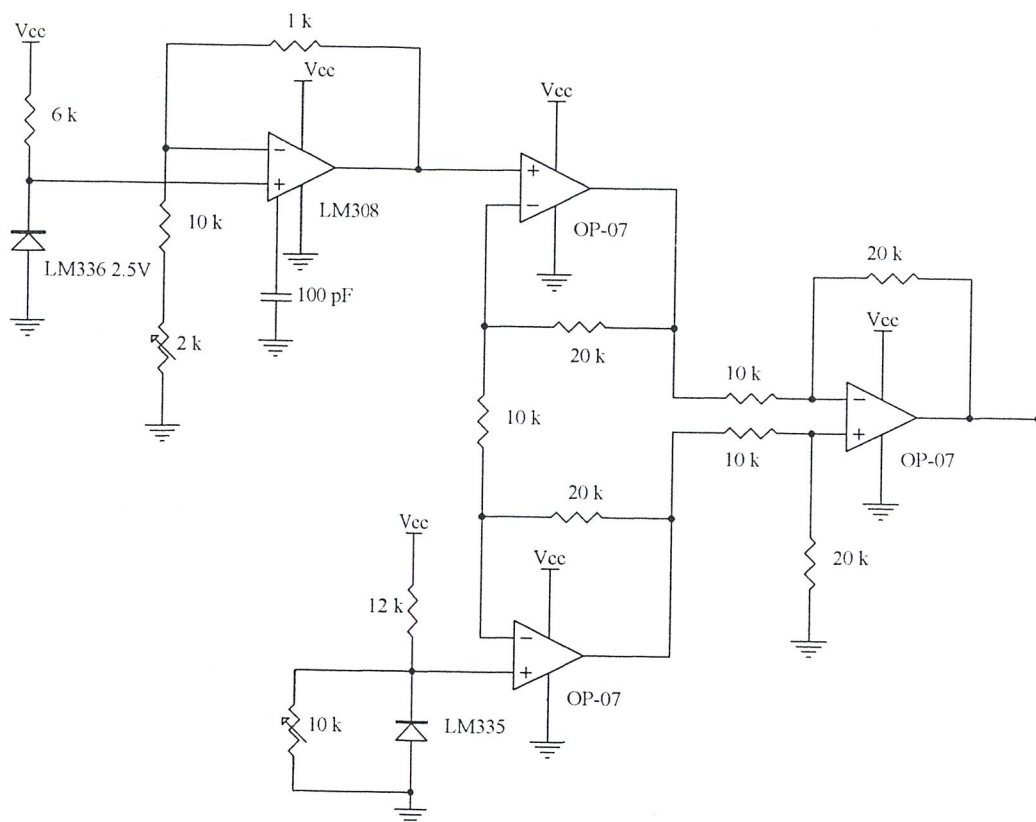 Vcc
1 k
Vcc
6 k
Vcc
LM308
10 k
OP-07
LM336 2.5V
20 k
100 pF
Vcc
2 k
20 k
10 k
10 k
10 k
OP-07
20 k
Vcc
Vcc
20 k
12 k
OP-07
10 k
LM335